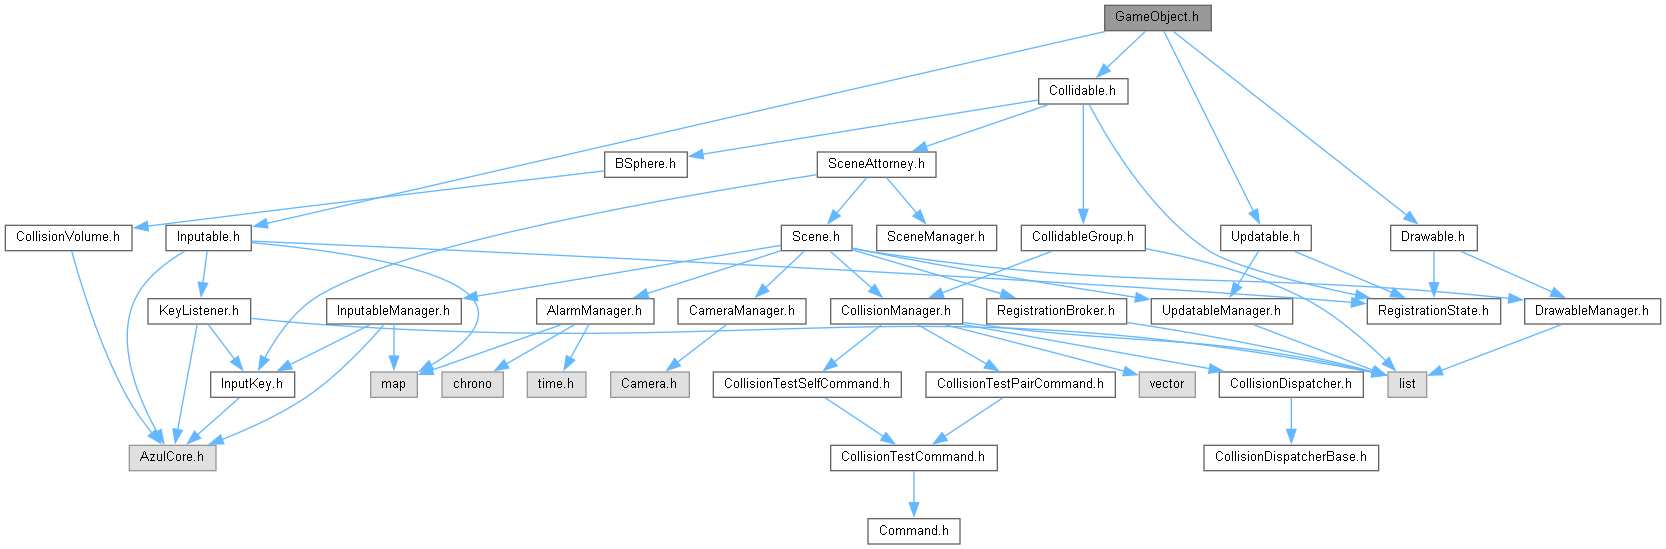 GameObject.h
Collidable.h
BSphere.h
SceneAttorney.h
CollisionVolume.h
Inputable.h
Scene.h
SceneManager.h
CollidableGroup.h
Updatable.h
Drawable.h
KeyListener.h
InputableManager.h
AlarmManager.h
CameraManager.h
CollisionManager.h
RegistrationBroker.h
UpdatableManager.h
RegistrationState.h
DrawableManager.h
InputKey.h
map
chrono
time.h
Camera.h
CollisionTestSelfCommand.h
CollisionTestPairCommand.h
vector
CollisionDispatcher.h
list
AzulCore.h
CollisionTestCommand.h
CollisionDispatcherBase.h
Command.h